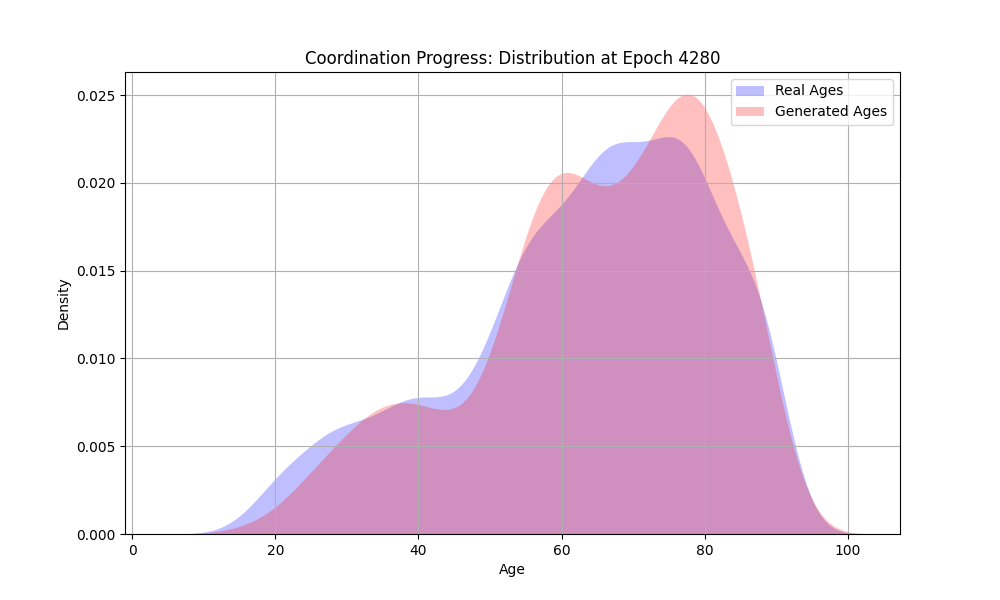 Coordination Progress: Distribution at Epoch 4280
Real Ages
Generated Ages
0.025
0.020
0.015
0.010
0.005
0.000
Density
0
20
40
60
80
100
Age